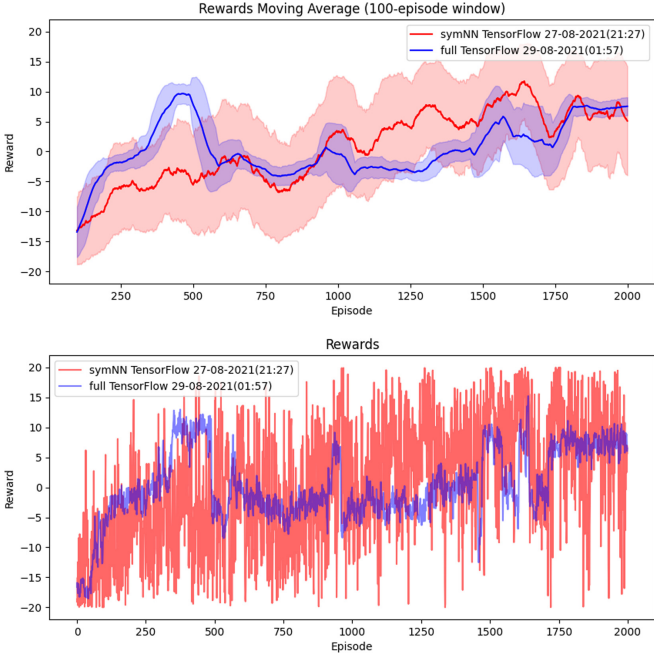 Rewards Moving Average (100-episode window)
symNN TensorFlow 27-08-2021(21:27)
full TensorFlow 29-08-2021(01:57)
20
15
10
5
0
−5
−10
−15
−20
Reward
250 500 750 1000 1250 1500 1750 2000
Episode
Rewards
symNN TensorFlow 27-08-2021(21:27)
full TensorFlow 29-08-2021(01:57)
20
15
10
5
0
−5
−10
−15
−20
Reward
0 250 500 750 1000 1250 1500 1750 2000
Episode